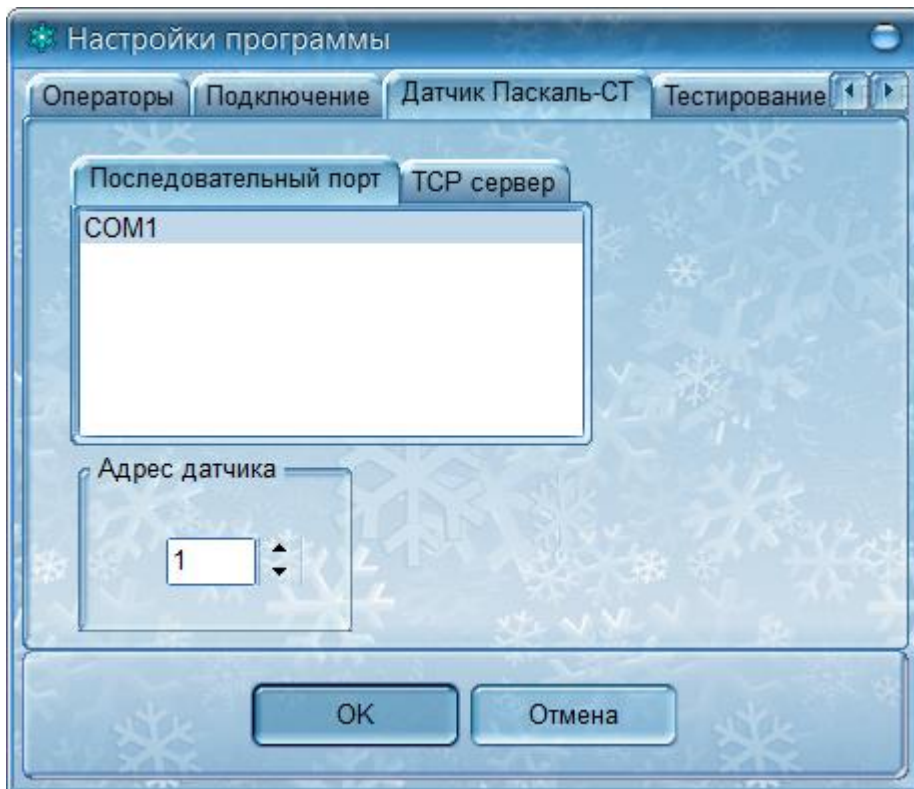 Настройки программы
Операторы Подключение Датчик Паскаль-СТ Тестирование
Последовательный порт TCP сервер
COM1
Адрес датчика
1
OK Отмена